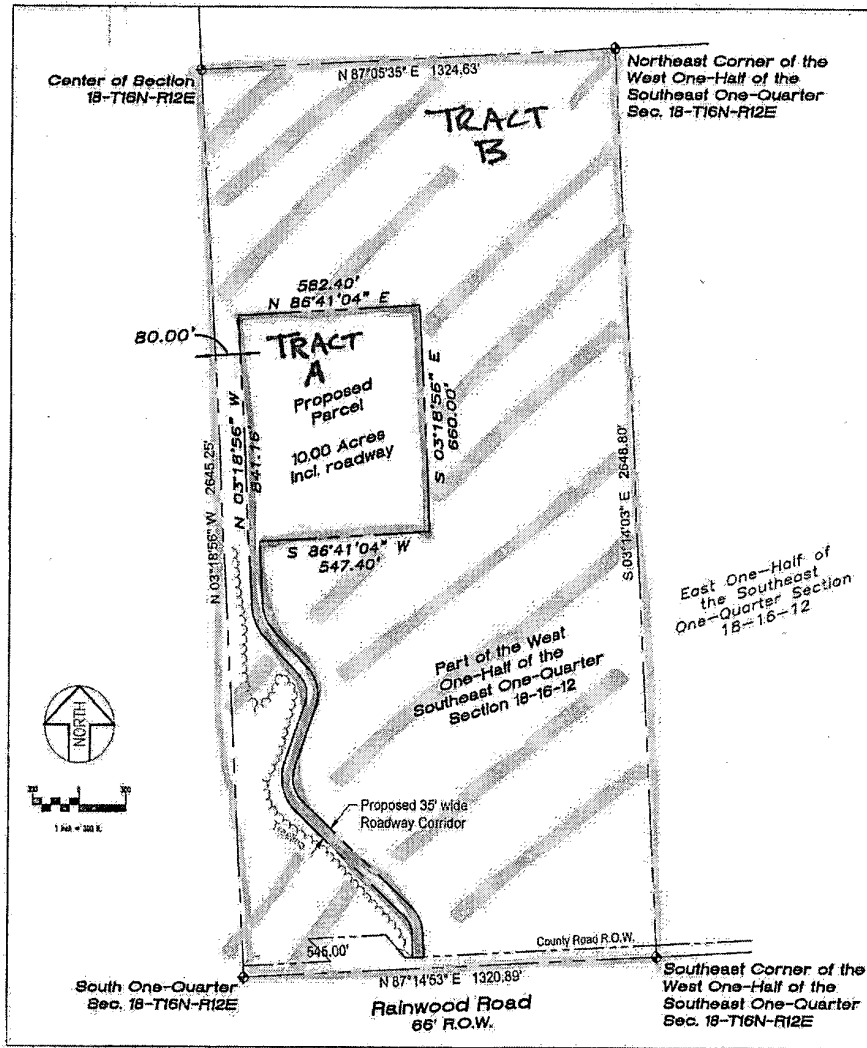 Center of Section
18-T16N-R12E
N 87°05'35" E 1324.63'
Northeast Corner of the
West One-Half of the
Southeast One-Quarter
Sec. 18-T16N-R12E
TRACT
B
582.40'
N 86°41'04" E
80.00'
TRACT
A
Proposed
Parcel
10.00 Acres
Incl. roadway
N 03°18'56" W
841.16'
S 03°18'56" E
660.00'
N 03°18'56" W 2645.25'
S 03°14'03" E 2648.80'
S 86°41'04" W
547.40'
East One-Half of
the Southeast
One-Quarter Section
18-16-12
Part of the West
One-Half of the
Southeast One-Quarter
Section 18-16-12
NORTH
Proposed 35' wide
Roadway Corridor
545.00'
County Road R.O.W.
South One-Quarter
Sec. 18-T16N-R12E
N 87°14'53" E 1320.89'
Rainwood Road
66' R.O.W.
Southeast Corner of the
West One-Half of the
Southeast One-Quarter
Sec. 18-T16N-R12E